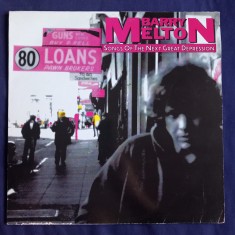 BARRY
MELTON
SONGS OF THE NEXT GREAT DEPRESSION
GUNS
80
LOANS
PAWN BROKERS